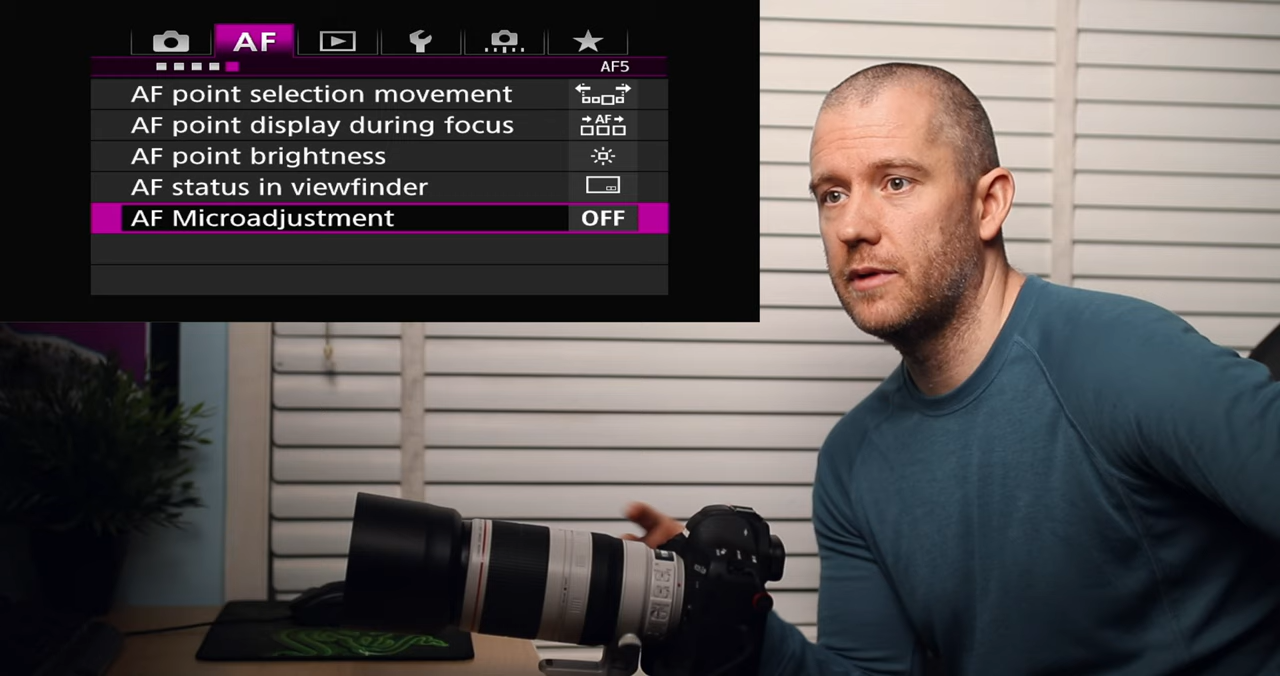 AF
AF5
AF point selection movement
AF point display during focus
AF
AF point brightness
AF status in viewfinder
AF Microadjustment OFF